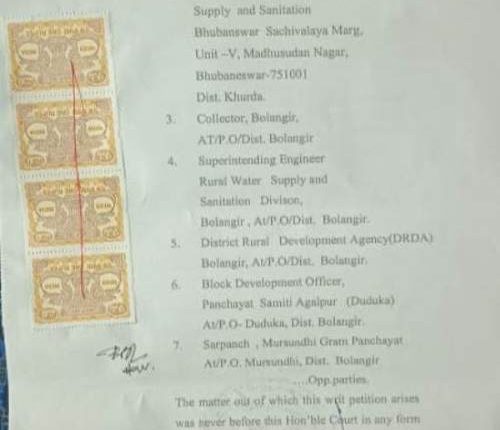 Supply and Sanitation
Bhubanswar Sachivalaya Marg,
Unit –V, Madhusudan Nagar,
Bhubaneswar-751001
Dist. Khurda.
3. Collector, Bolangir,
AT/P.O/Dist. Bolangir
4. Superintending Engineer
Rural Water Supply and
Sanitation Divison,
Bolangir , At/P.O/Dist. Bolangir.
5. District Rural Development Agency(DRDA)
Bolangir, At/P.O/Dist. Bolangir.
6. Block Development Officer,
Panchayat Samiti Agalpur (Duduka)
At/P.O- Duduka, Dist. Bolangir.
7. Sarpanch , Mursundhi Gram Panchayat
At/P.O. Mursundhi, Dist. Bolangir
....Opp.parties.
The matter out of which this writ petition arises
was never before this Hon'ble Court in any form